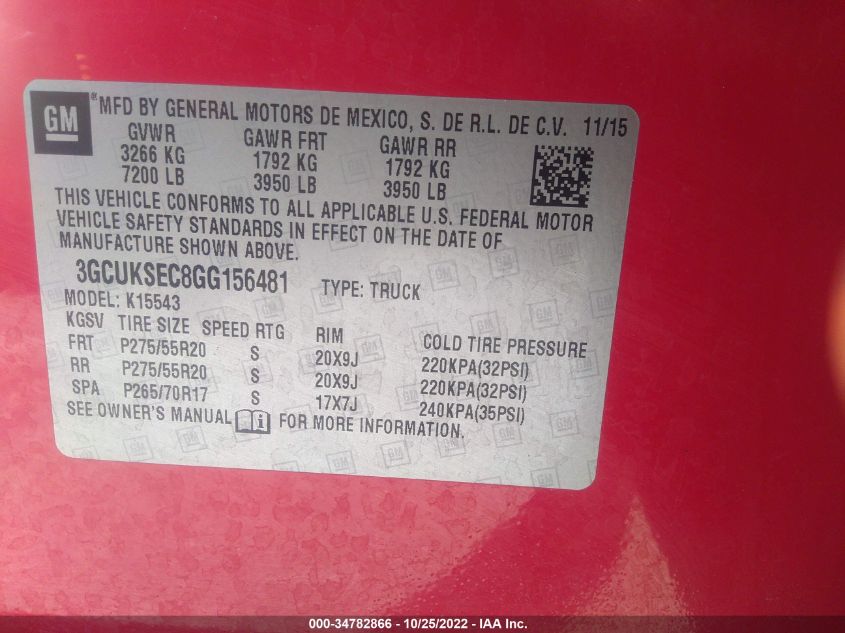 GM ® MFD BY GENERAL MOTORS DE MEXICO, S. DE R.L. DE C.V. 11/15
GVWR GAWR FRT GAWR RR
3266 KG 1792 KG 1792 KG
7200 LB 3950 LB 3950 LB
THIS VEHICLE CONFORMS TO ALL APPLICABLE U.S. FEDERAL MOTOR
VEHICLE SAFETY STANDARDS IN EFFECT ON THE DATE OF
MANUFACTURE SHOWN ABOVE.
3GCUKSEC8GG156481 TYPE: TRUCK
MODEL: K15543
KGSV TIRE SIZE SPEED RTG RIM COLD TIRE PRESSURE
FRT P275/55R20 S 20X9J 220KPA(32PSI)
RR P275/55R20 S 20X9J 220KPA(32PSI)
SPA P265/70R17 S 17X7J 240KPA(35PSI)
SEE OWNER'S MANUAL i FOR MORE INFORMATION.
000-34782866 - 10/25/2022 - IAA Inc.